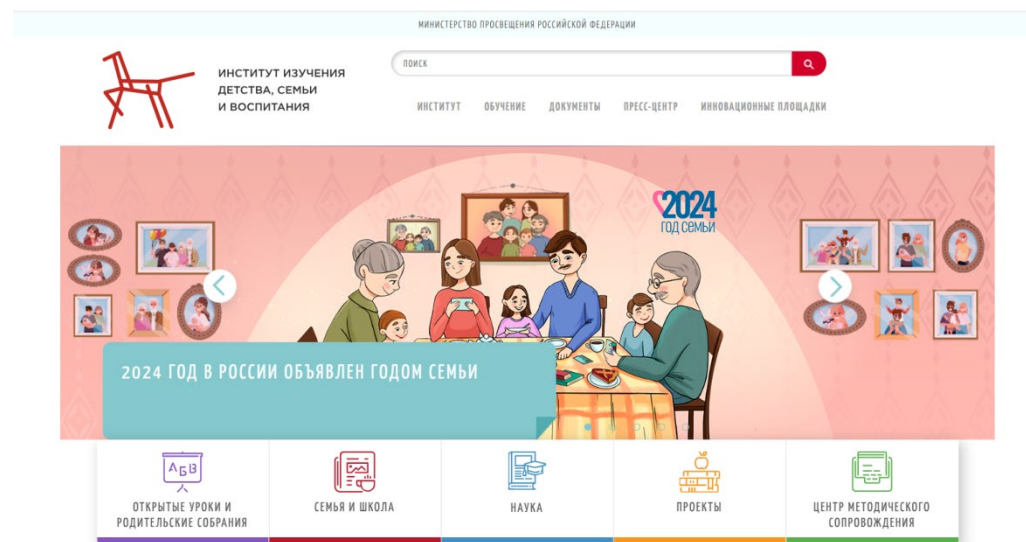 МИНИСТЕРСТВО ПРОСВЕЩЕНИЯ РОССИЙСКОЙ ФЕДЕРАЦИИ
ИНСТИТУТ ИЗУЧЕНИЯ
ДЕТСТВА, СЕМЬИ
И ВОСПИТАНИЯ
ПОИСК
ИНСТИТУТ ОБУЧЕНИЕ ДОКУМЕНТЫ ПРЕСС-ЦЕНТР ИННОВАЦИОННЫЕ ПЛОЩАДКИ
2024
ГОД СЕМЬИ
2024 ГОД В РОССИИ ОБЪЯВЛЕН ГОДОМ СЕМЬИ
АБВ
ОТКРЫТЫЕ УРОКИ И
РОДИТЕЛЬСКИЕ СОБРАНИЯ
СЕМЬЯ И ШКОЛА
НАУКА
ПРОЕКТЫ
ЦЕНТР МЕТОДИЧЕСКОГО
СОПРОВОЖДЕНИЯ